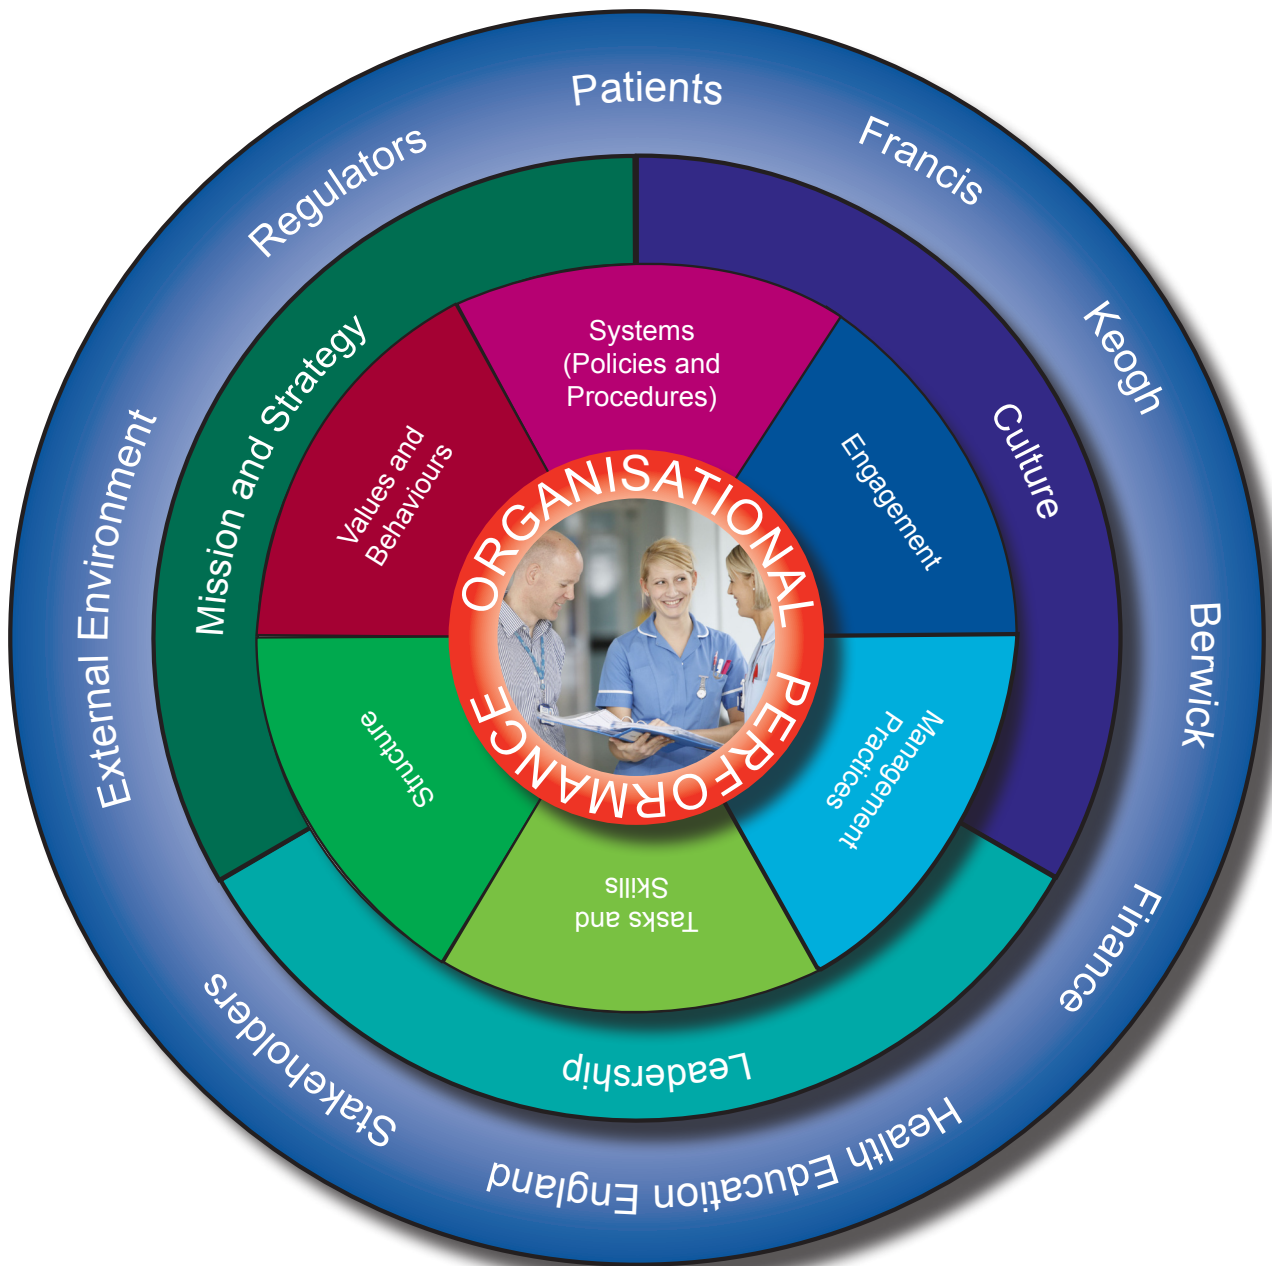 Patients
Francis
Keogh
Berwick
Finance
Health Education England
Stakeholders
External Environment
Regulators
Mission and Strategy
Culture
Leadership
Systems
(Policies and
Procedures)
Engagement
Management
Practices
Tasks and
Skills
Structure
Values and
Behaviours
ORGANISATIONAL
PERFORMANCE